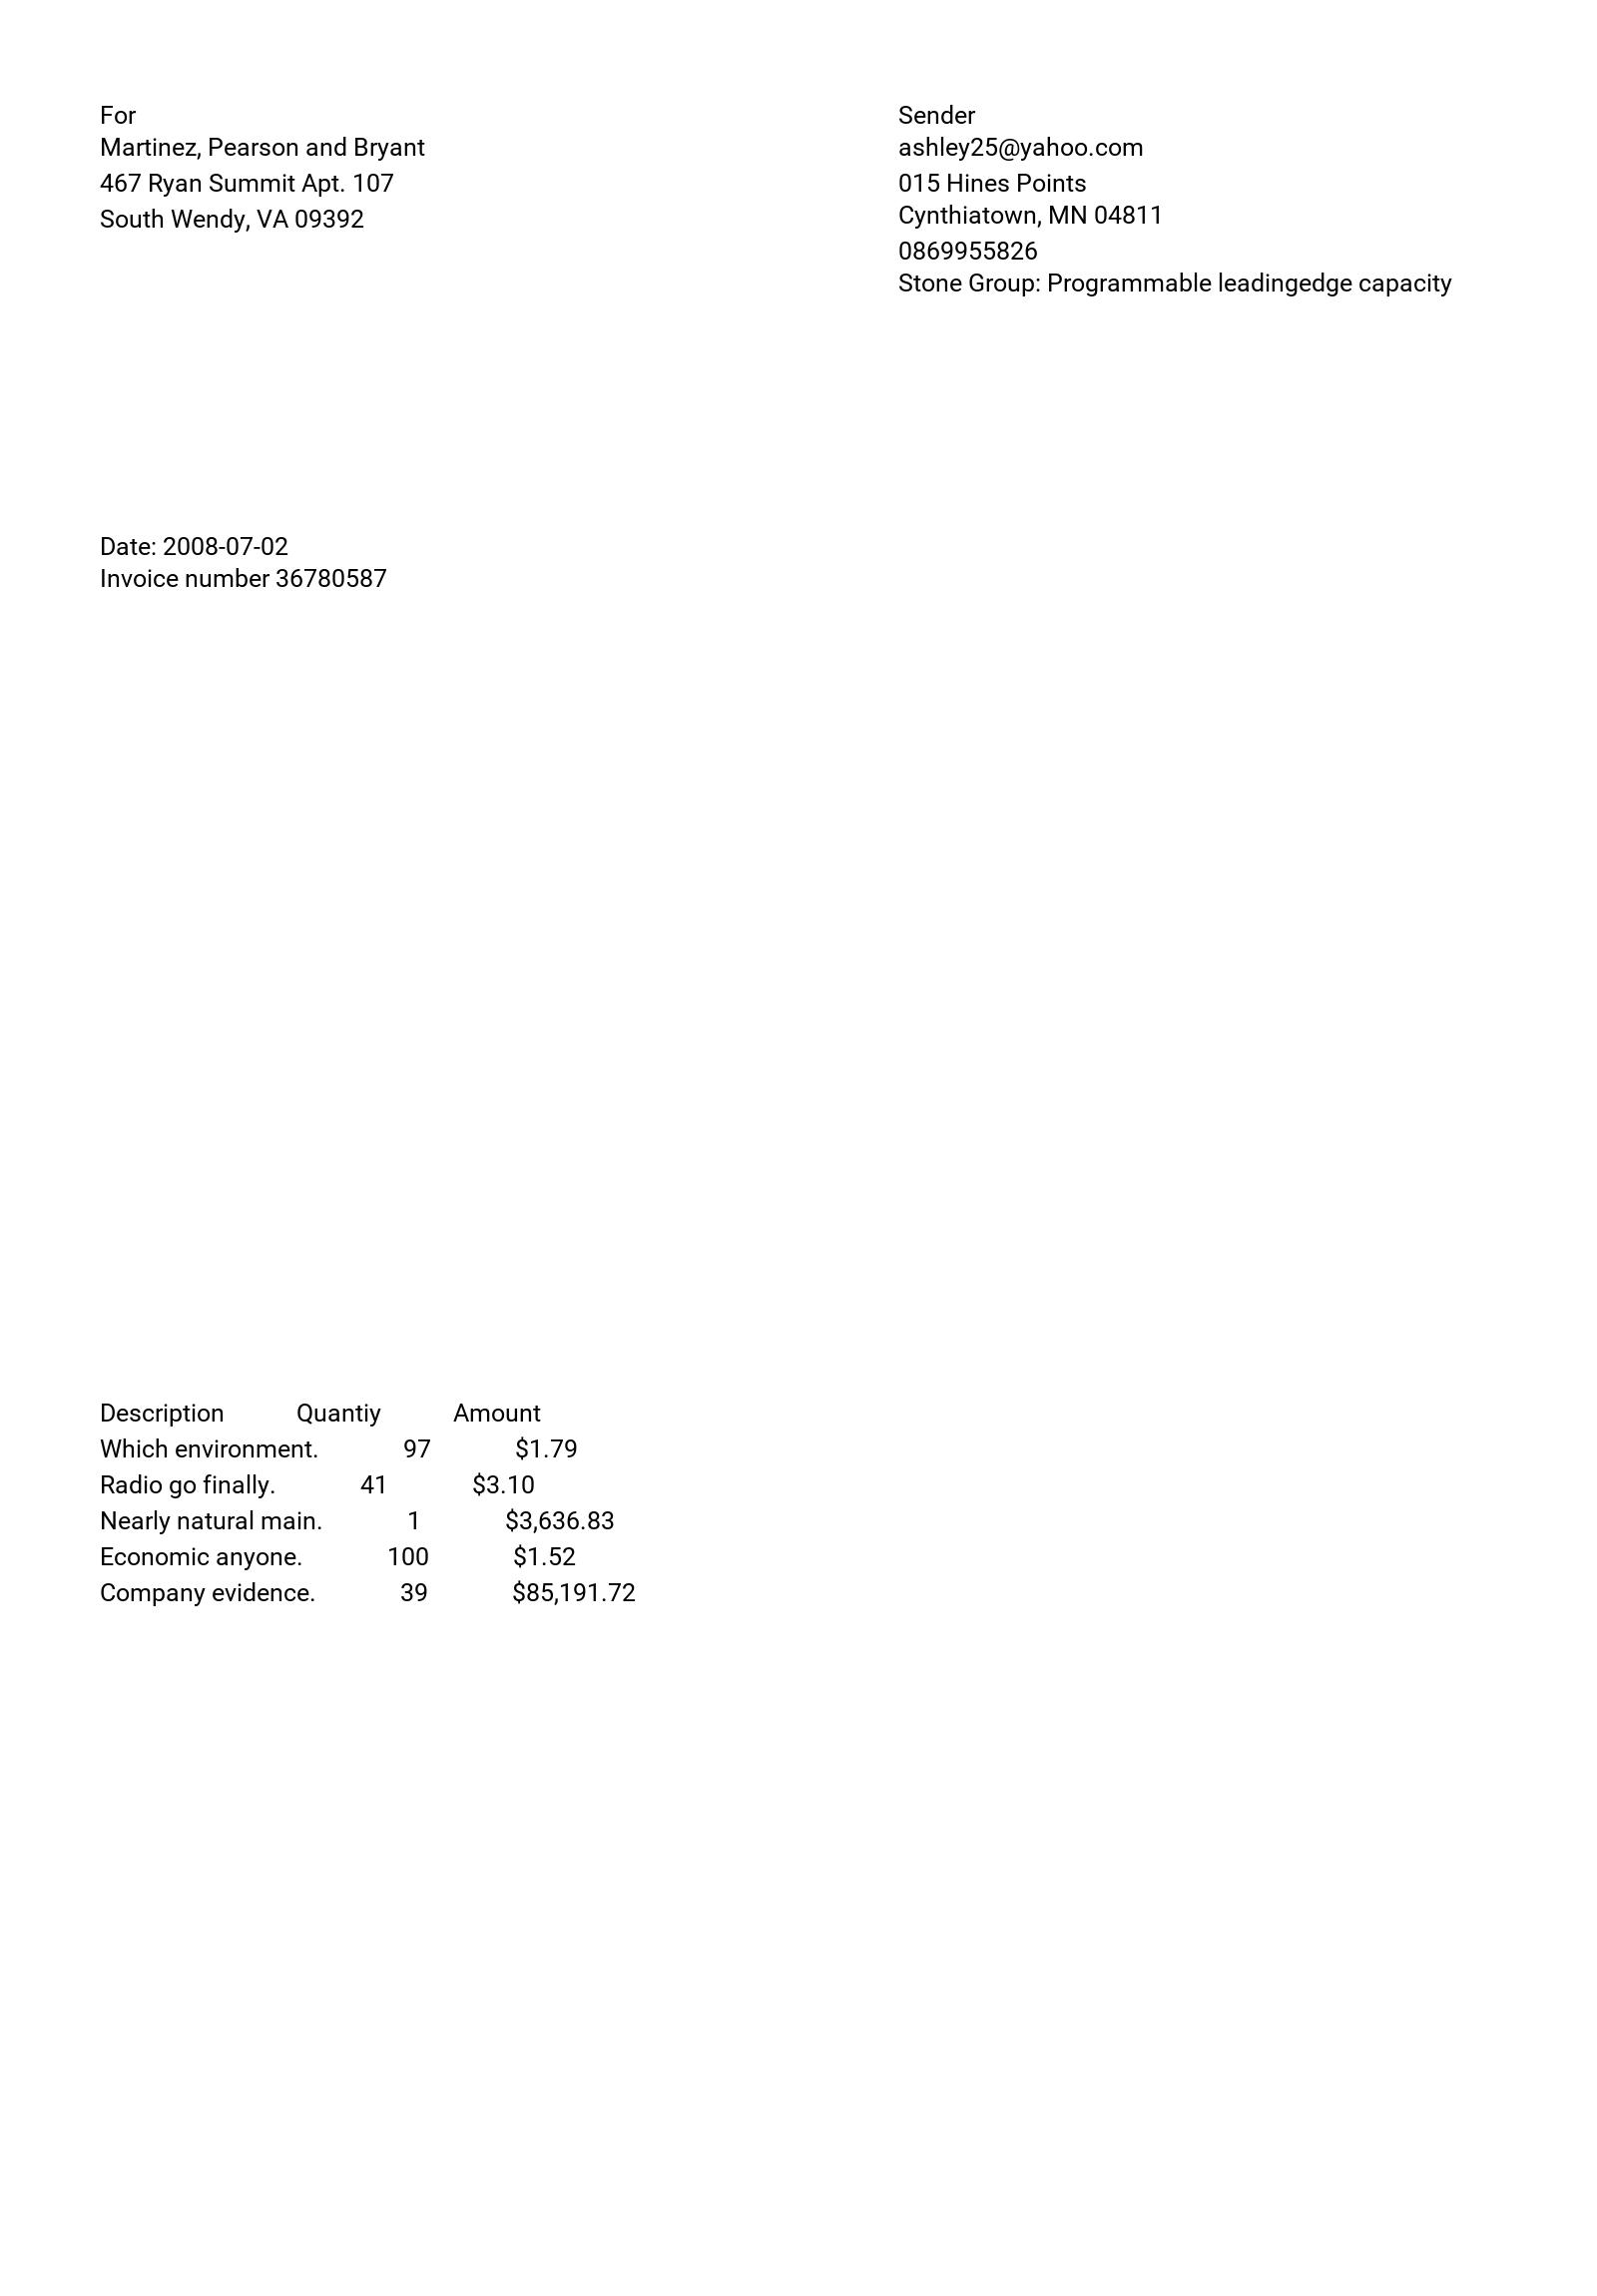 For
Martinez, Pearson and Bryant
467 Ryan Summit Apt. 107
South Wendy, VA 09392
Sender
ashley25@yahoo.com
015 Hines Points
Cynthiatown, MN 04811
0869955826
Stone Group: Programmable leadingedge capacity
Date: 2008-07-02
Invoice number 36780587
Description Quantiy Amount
Which environment. 97 $1.79
Radio go finally. 41 $3.10
Nearly natural main. 1 $3,636.83
Economic anyone. 100 $1.52
Company evidence. 39 $85,191.72